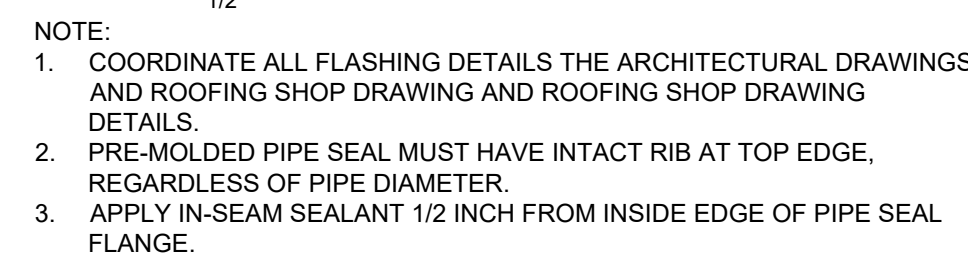 1/2"
NOTE:
1. COORDINATE ALL FLASHING DETAILS THE ARCHITECTURAL DRAWINGS
AND ROOFING SHOP DRAWING AND ROOFING SHOP DRAWING
DETAILS.
2. PRE-MOLDED PIPE SEAL MUST HAVE INTACT RIB AT TOP EDGE,
REGARDLESS OF PIPE DIAMETER.
3. APPLY IN-SEAM SEALANT 1/2 INCH FROM INSIDE EDGE OF PIPE SEAL
FLANGE.